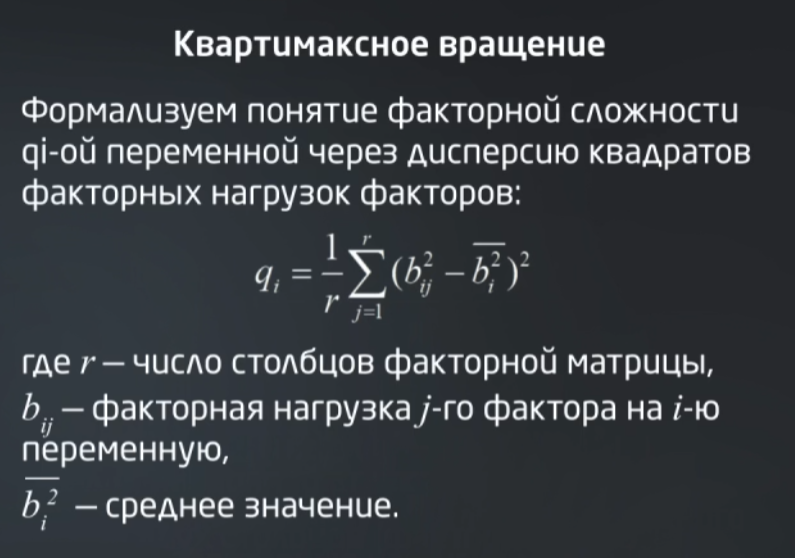 Квартимаксное вращение
Формализуем понятие факторной сложности
qi-ой переменной через дисперсию квадратов
факторных нагрузок факторов:
$q_i = \frac{1}{r} \sum_{j=1}^{r} (b_{ij}^2 - \overline{b_i^2})^2$
где r – число столбцов факторной матрицы,
$b_{ij}$ – факторная нагрузка j-го фактора на i-ю
переменную,
$\overline{b_i^2}$ – среднее значение.